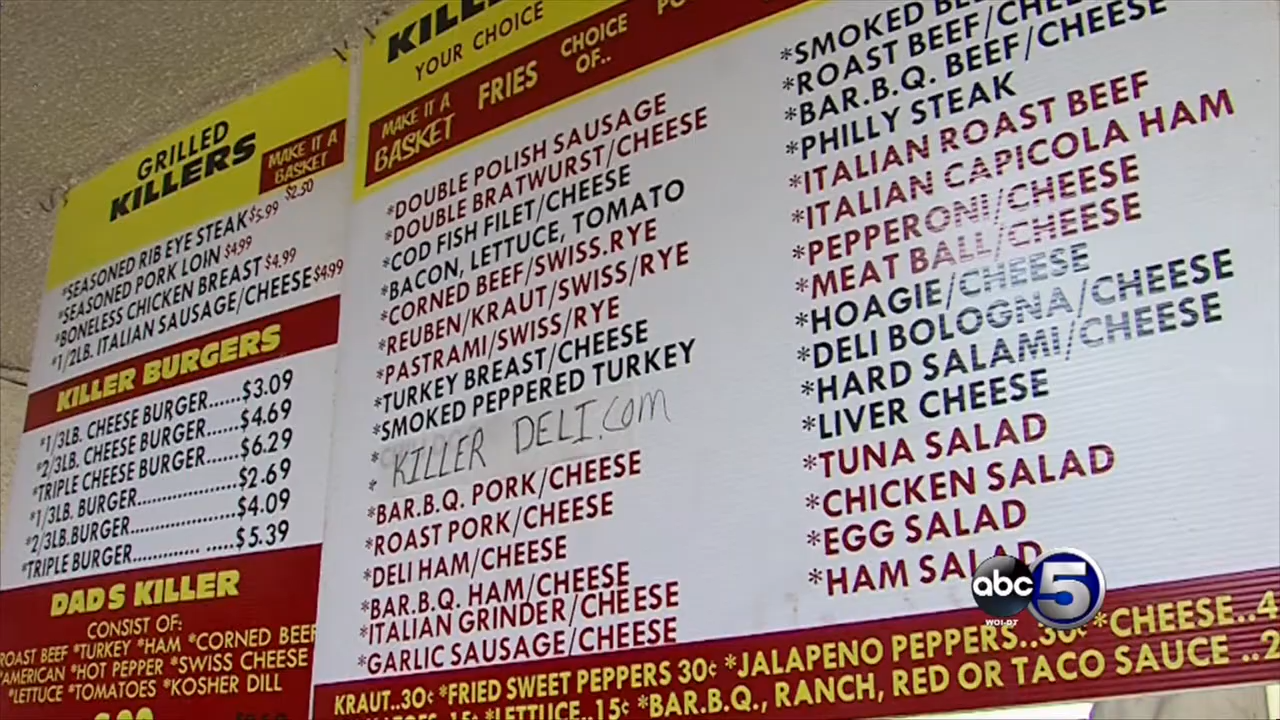 GRILLED
KILLERS
MAKE IT A
BASKET
$2.50
*SEASONED RIB EYE STEAK $5.99
*SEASONED PORK LOIN $4.99
*BONELESS CHICKEN BREAST $4.99
*1/2LB. ITALIAN SAUSAGE/CHEESE $4.99
KILLER BURGERS
*1/3LB. CHEESE BURGER......$3.09
*2/3LB. CHEESE BURGER......$4.69
*TRIPLE CHEESE BURGER.....$6.29
*1/3LB. BURGER...............$2.69
*2/3LB.BURGER................$4.09
*TRIPLE BURGER........... .....$5.39
DAD S KILLER
CONSIST OF:
ROAST BEEF *TURKEY *HAM *CORNED BEEF
*AMERICAN *HOT PEPPER *SWISS CHEESE
*LETTUCE *TOMATOES *KOSHER DILL
YOUR CHOICE
MAKE IT A
BASKET
FRIES
CHOICE
OF..
*DOUBLE POLISH SAUSAGE
*DOUBLE BRATWURST/CHEESE
*COD FISH FILET/CHEESE
*BACON, LETTUCE, TOMATO
*CORNED BEEF/SWISS.RYE
*REUBEN/KRAUT/SWISS/RYE
*PASTRAMI/SWISS/RYE
*TURKEY BREAST/CHEESE
*SMOKED PEPPERED TURKEY
* KILLER DELI.COM
*
*BAR.B.Q. PORK/CHEESE
*ROAST PORK/CHEESE
*DELI HAM/CHEESE
*BAR.B.Q. HAM/CHEESE
*ITALIAN GRINDER/CHEESE
*GARLIC SAUSAGE/CHEESE
*SMOKED
*ROAST BEEF/CHEE
*BAR.B.Q. BEEF/CHEESE
*PHILLY STEAK
*ITALIAN ROAST BEEF
*ITALIAN CAPICOLA HAM
*PEPPERONI/CHEESE
*MEAT BALL/CHEESE
*HOAGIE/CHEESE
*DELI BOLOGNA/CHEESE
*HARD SALAMI/CHEESE
*LIVER CHEESE
*TUNA SALAD
*CHICKEN SALAD
*EGG SALAD
*HAM SALAD
KRAUT..30¢ *FRIED SWEET PEPPERS 30¢ *JALAPENO PEPPERS..30¢ *CHEESE..4
15¢ *LETTUCE..15¢ *BAR.B.Q., RANCH, RED OR TACO SAUCE ..2
abc 5
WOI-DT